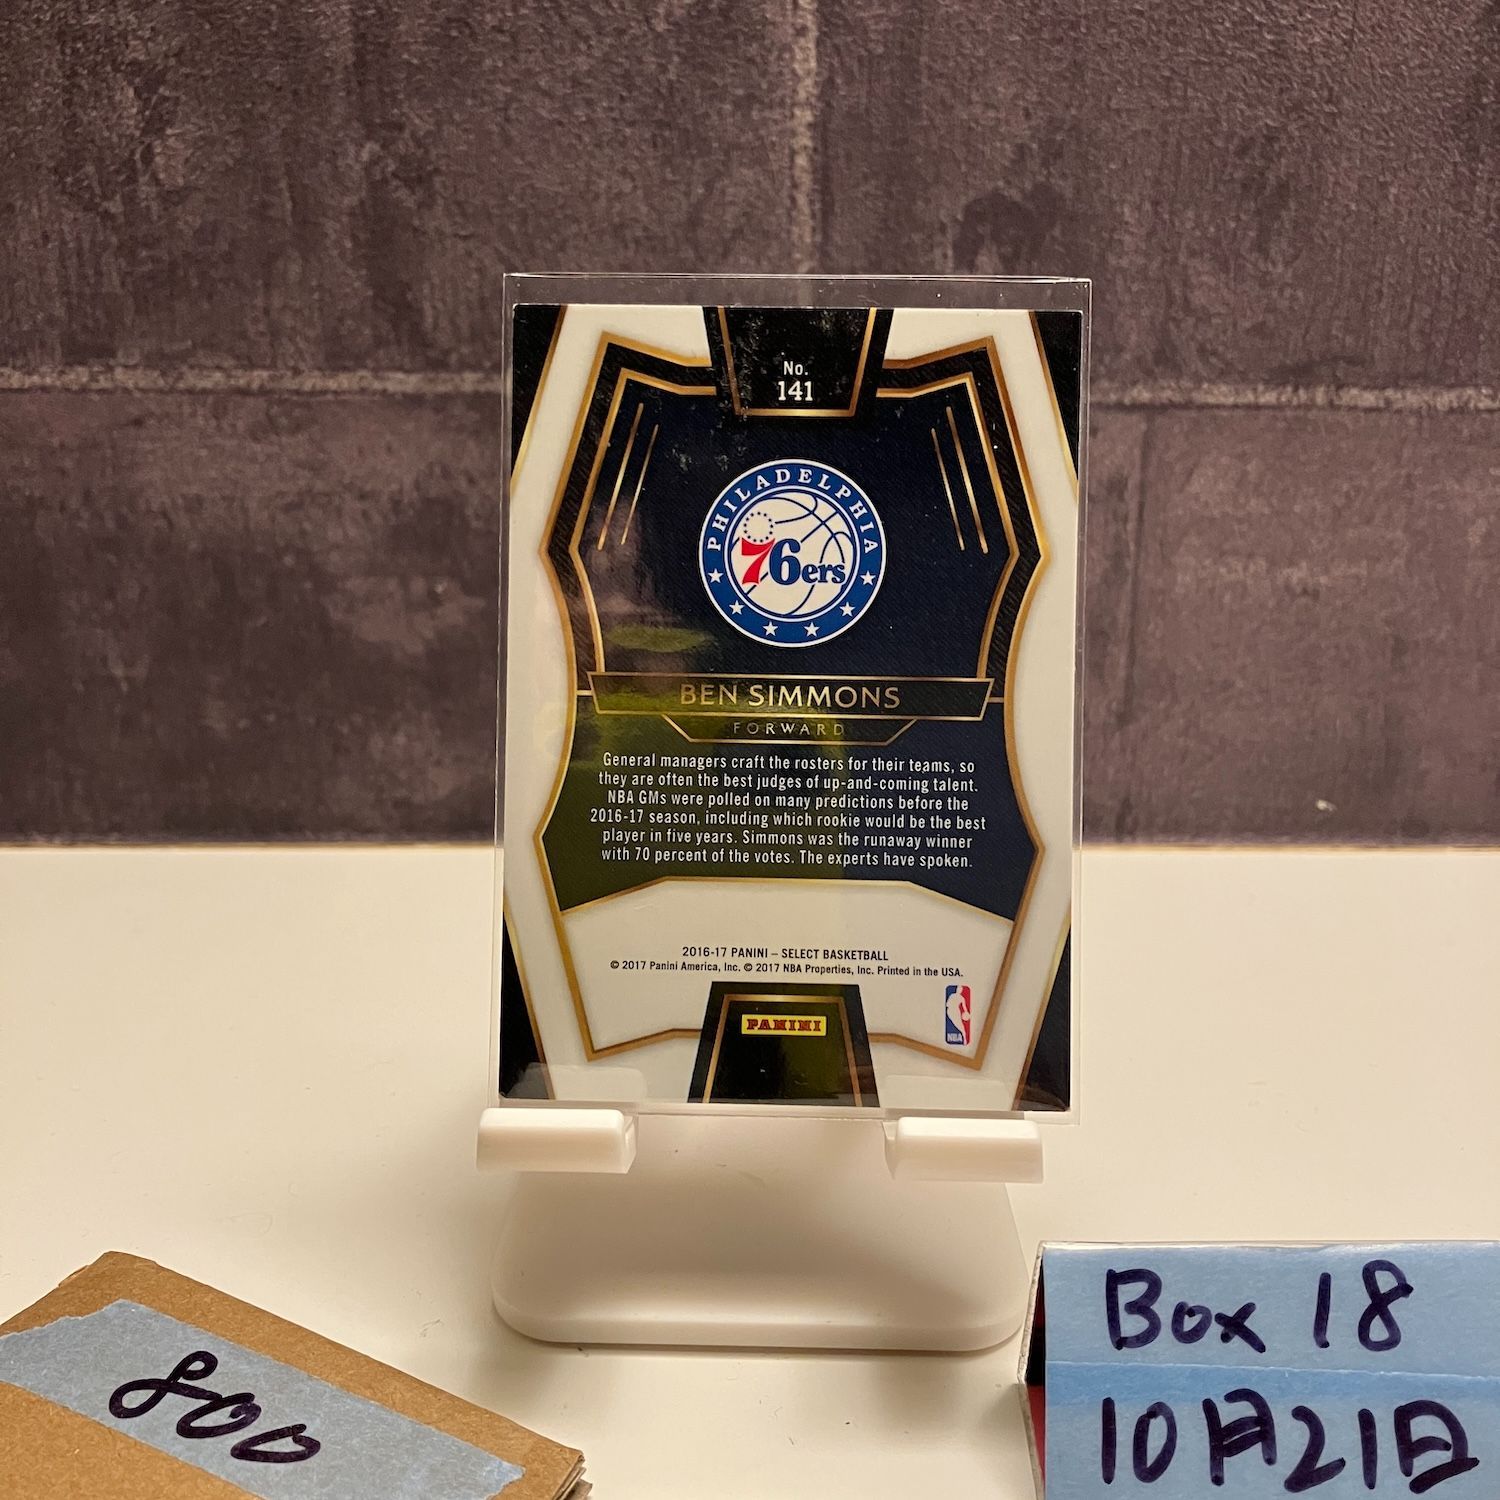 No.
141
PHILADELPHIA
76ers
BEN SIMMONS
FORWARD
General managers craft the rosters for their teams, so
they are often the best judges of up-and-coming talent.
NBA GMs were polled on many predictions before the
2016-17 season, including which rookie would be the best
player in five years. Simmons was the runaway winner
with 70 percent of the votes. The experts have spoken.
2016-17 PANINI – SELECT BASKETBALL
© 2017 Panini America, Inc. © 2017 NBA Properties, Inc. Printed in the USA.
NBA
PANINI
800
Box 18
10月21日